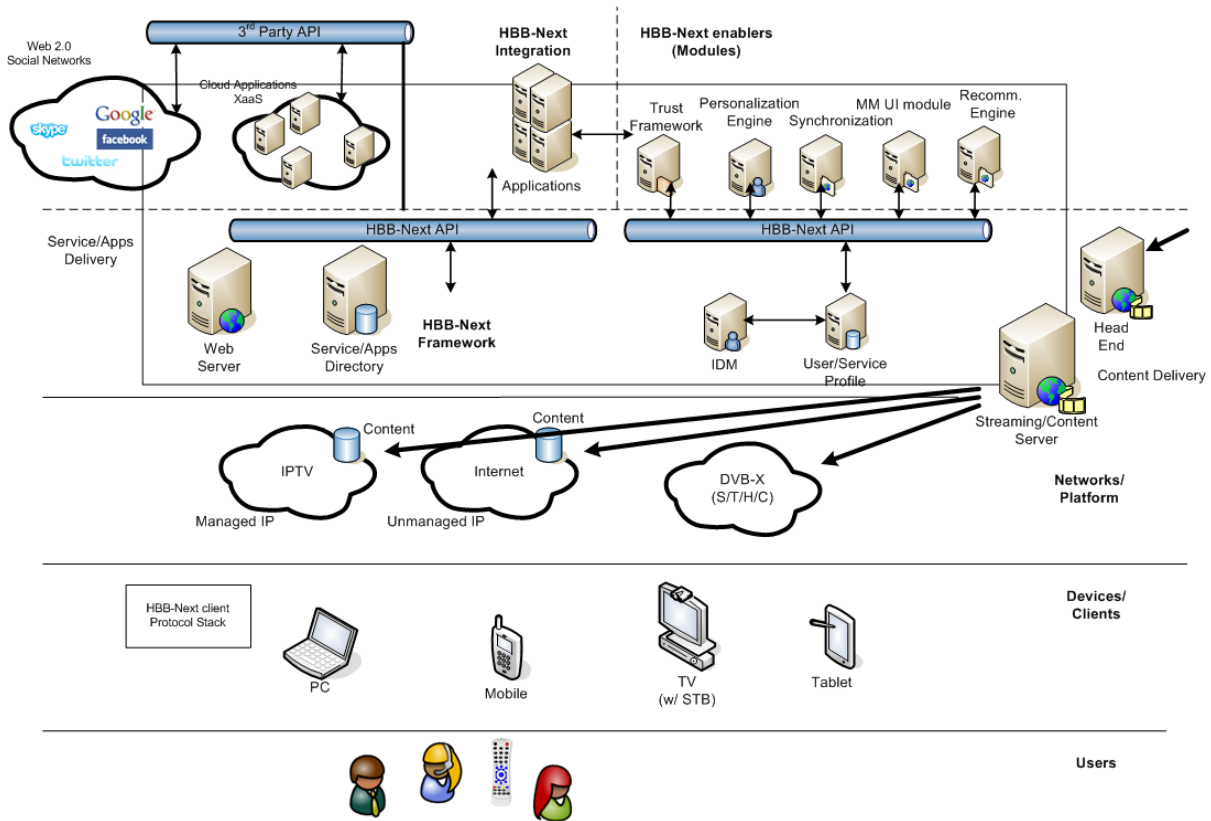 3rd Party API
Web 2.0
Social Networks
HBB-Next
Integration
HBB-Next enablers
(Modules)
Cloud Applications
XaaS
Google
skype
facebook
twitter
Trust
Framework
Personalization
Engine
Synchronization
MM UI module
Recomm.
Engine
Applications
HBB-Next API
HBB-Next API
Service/Apps
Delivery
Web
Server
Service/Apps
Directory
HBB-Next
Framework
IDM
User/Service
Profile
Head
End
Content Delivery
Streaming/Content
Server
Content
Content
IPTV
Internet
DVB-X
(S/T/H/C)
Managed IP
Unmanaged IP
Networks/
Platform
HBB-Next client
Protocol Stack
Devices/
Clients
PC
Mobile
TV
(w/ STB)
Tablet
Users